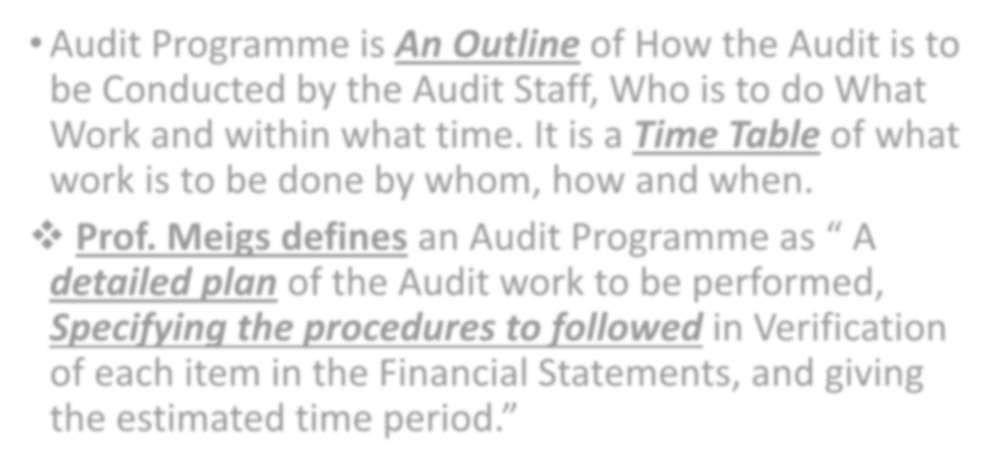 • Audit Programme is An Outline of How the Audit is to
be Conducted by the Audit Staff, Who is to do What
Work and within what time. It is a Time Table of what
work is to be done by whom, how and when.
❖ Prof. Meigs defines an Audit Programme as “ A
detailed plan of the Audit work to be performed,
Specifying the procedures to followed in Verification
of each item in the Financial Statements, and giving
the estimated time period.”